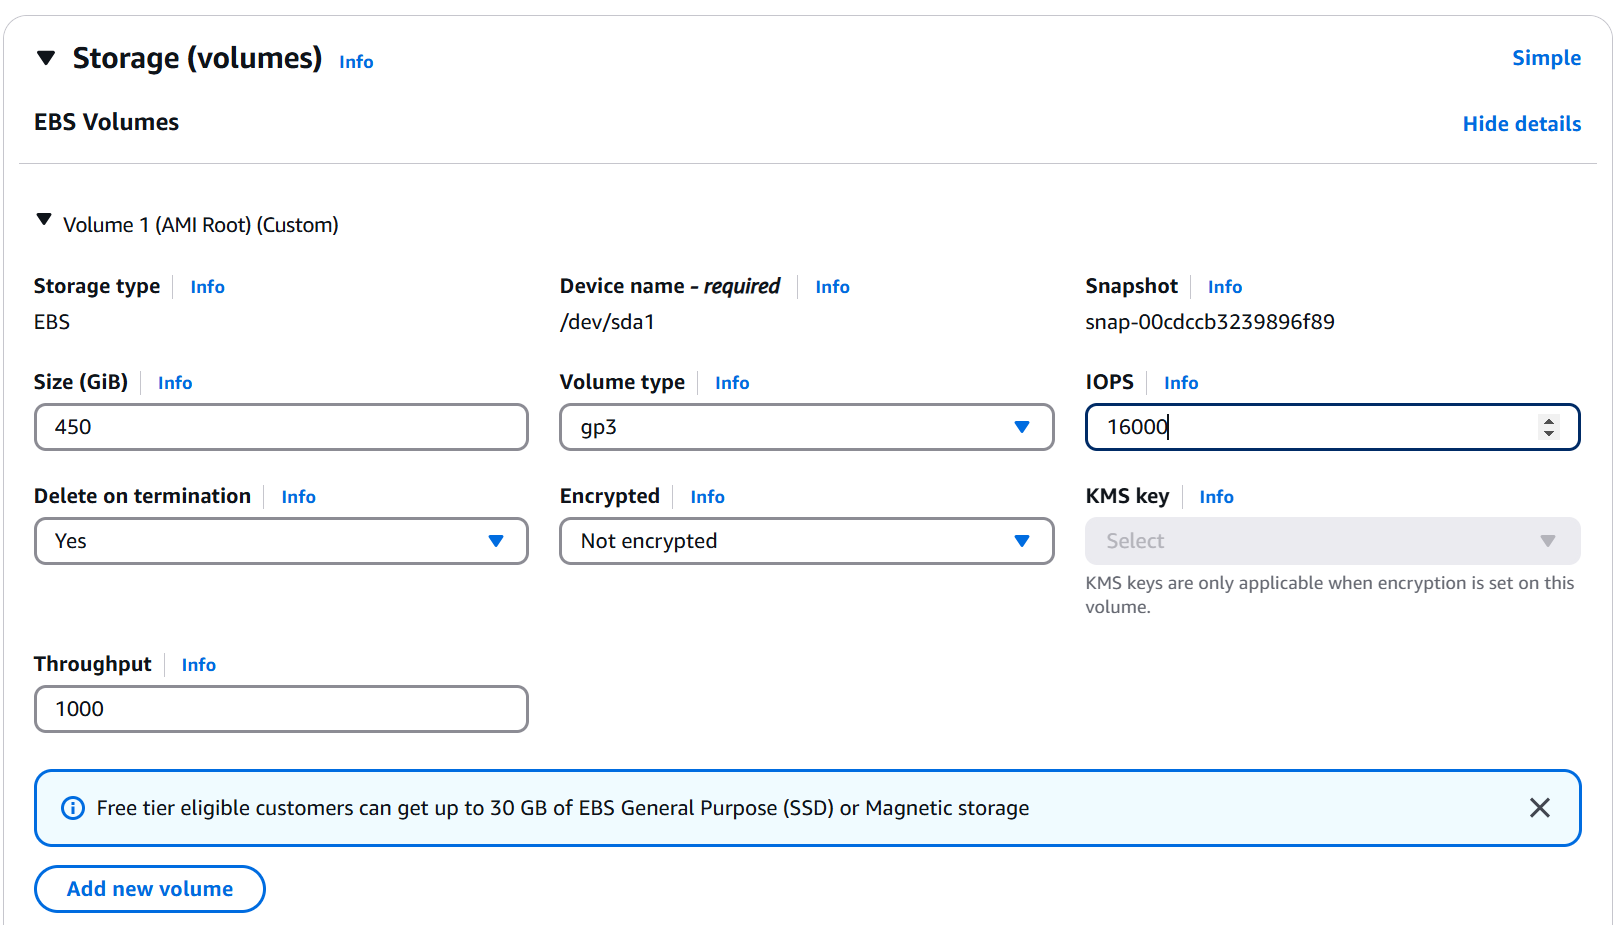 Storage (volumes) Info Simple
EBS Volumes Hide details
Volume 1 (AMI Root) (Custom)
Storage type Info Device name - required Info Snapshot Info
EBS /dev/sda1 snap-00cdccb3239896f89
Size (GiB) Info Volume type Info IOPS Info
450 gp3 16000
Delete on termination Info Encrypted Info KMS key Info
Yes Not encrypted Select
KMS keys are only applicable when encryption is set on this
volume.
Throughput Info
1000
Free tier eligible customers can get up to 30 GB of EBS General Purpose (SSD) or Magnetic storage
Add new volume